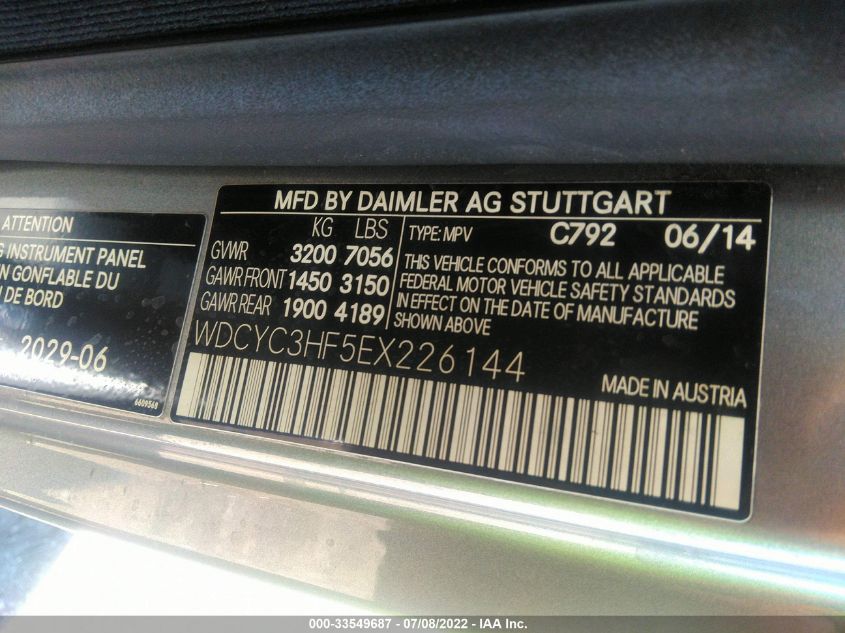 ATTENTION
G INSTRUMENT PANEL
N GONFLABLE DU
DE BORD
2029-06
6609568
MFD BY DAIMLER AG STUTTGART
KG LBS
GVWR 3200 7056
GAWR FRONT 1450 3150
GAWR REAR 1900 4189
TYPE: MPV C792 06/14
THIS VEHICLE CONFORMS TO ALL APPLICABLE
FEDERAL MOTOR VEHICLE SAFETY STANDARDS
IN EFFECT ON THE DATE OF MANUFACTURE
SHOWN ABOVE
WDCYC3HF5EX226144
MADE IN AUSTRIA
000-33549687 - 07/08/2022 - IAA Inc.